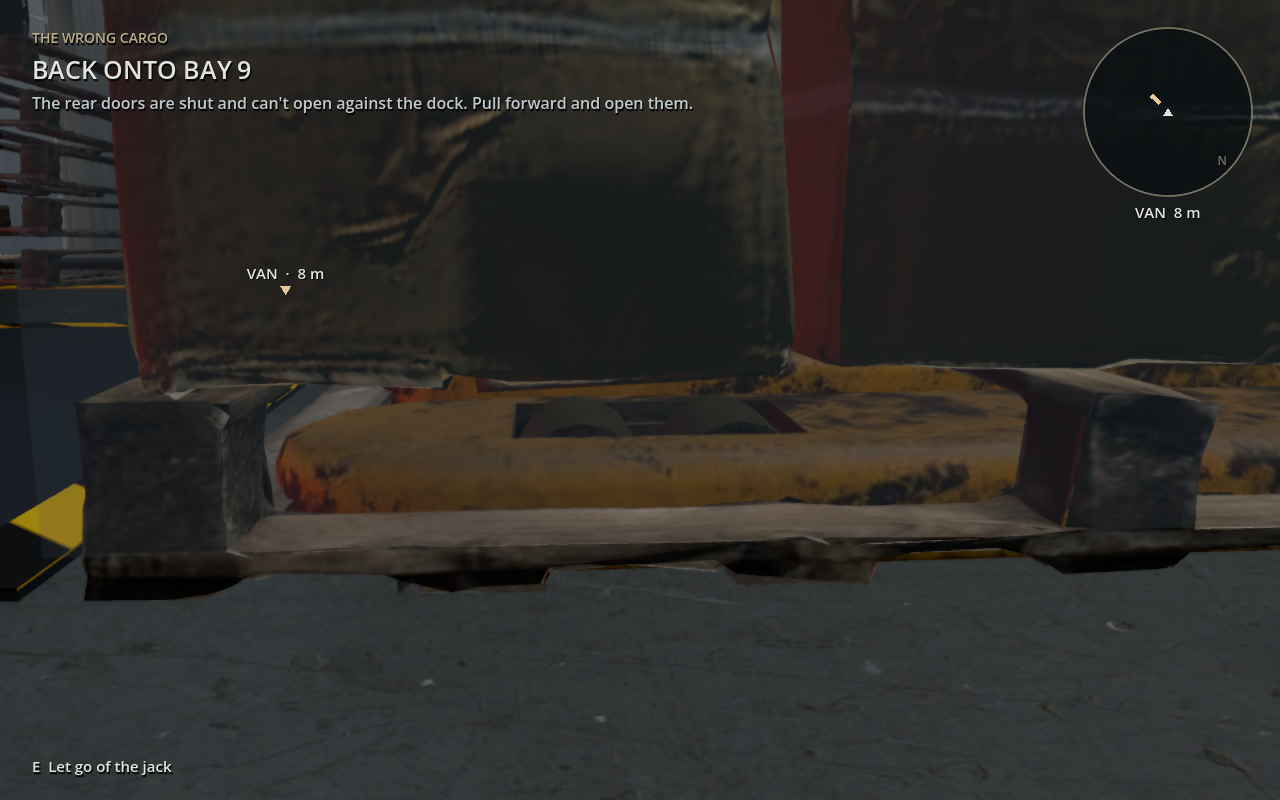 THE WRONG CARGO
BACK ONTO BAY 9
The rear doors are shut and can't open against the dock. Pull forward and open them.
N
VAN 8 m
VAN · 8 m
E Let go of the jack